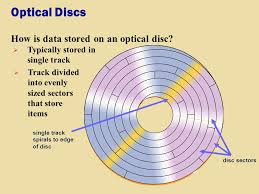 Optical Discs
How is data stored on an optical disc?
Typically stored in
single track
Track divided
into evenly
sized sectors
that store
items
single track
spirals to edge
of disc
disc sectors